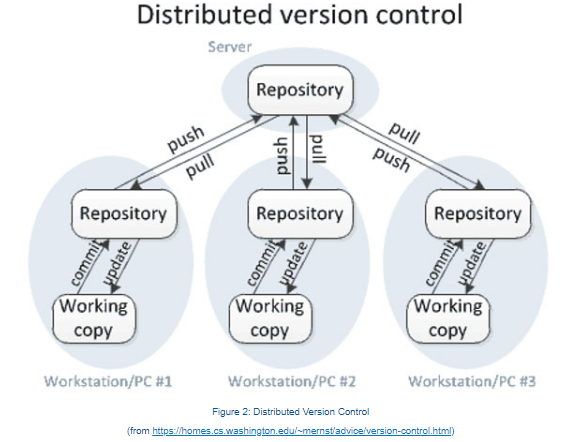 Distributed version control
Server
Repository
push
pull
push
pull
pull
push
Repository
Repository
Repository
commit
update
commit
update
commit
update
Working
copy
Working
copy
Working
copy
Workstation/PC #1
Workstation/PC #2
Workstation/PC #3
Figure 2: Distributed Version Control
(from https://homes.cs.washington.edu/~mernst/advice/version-control.html)